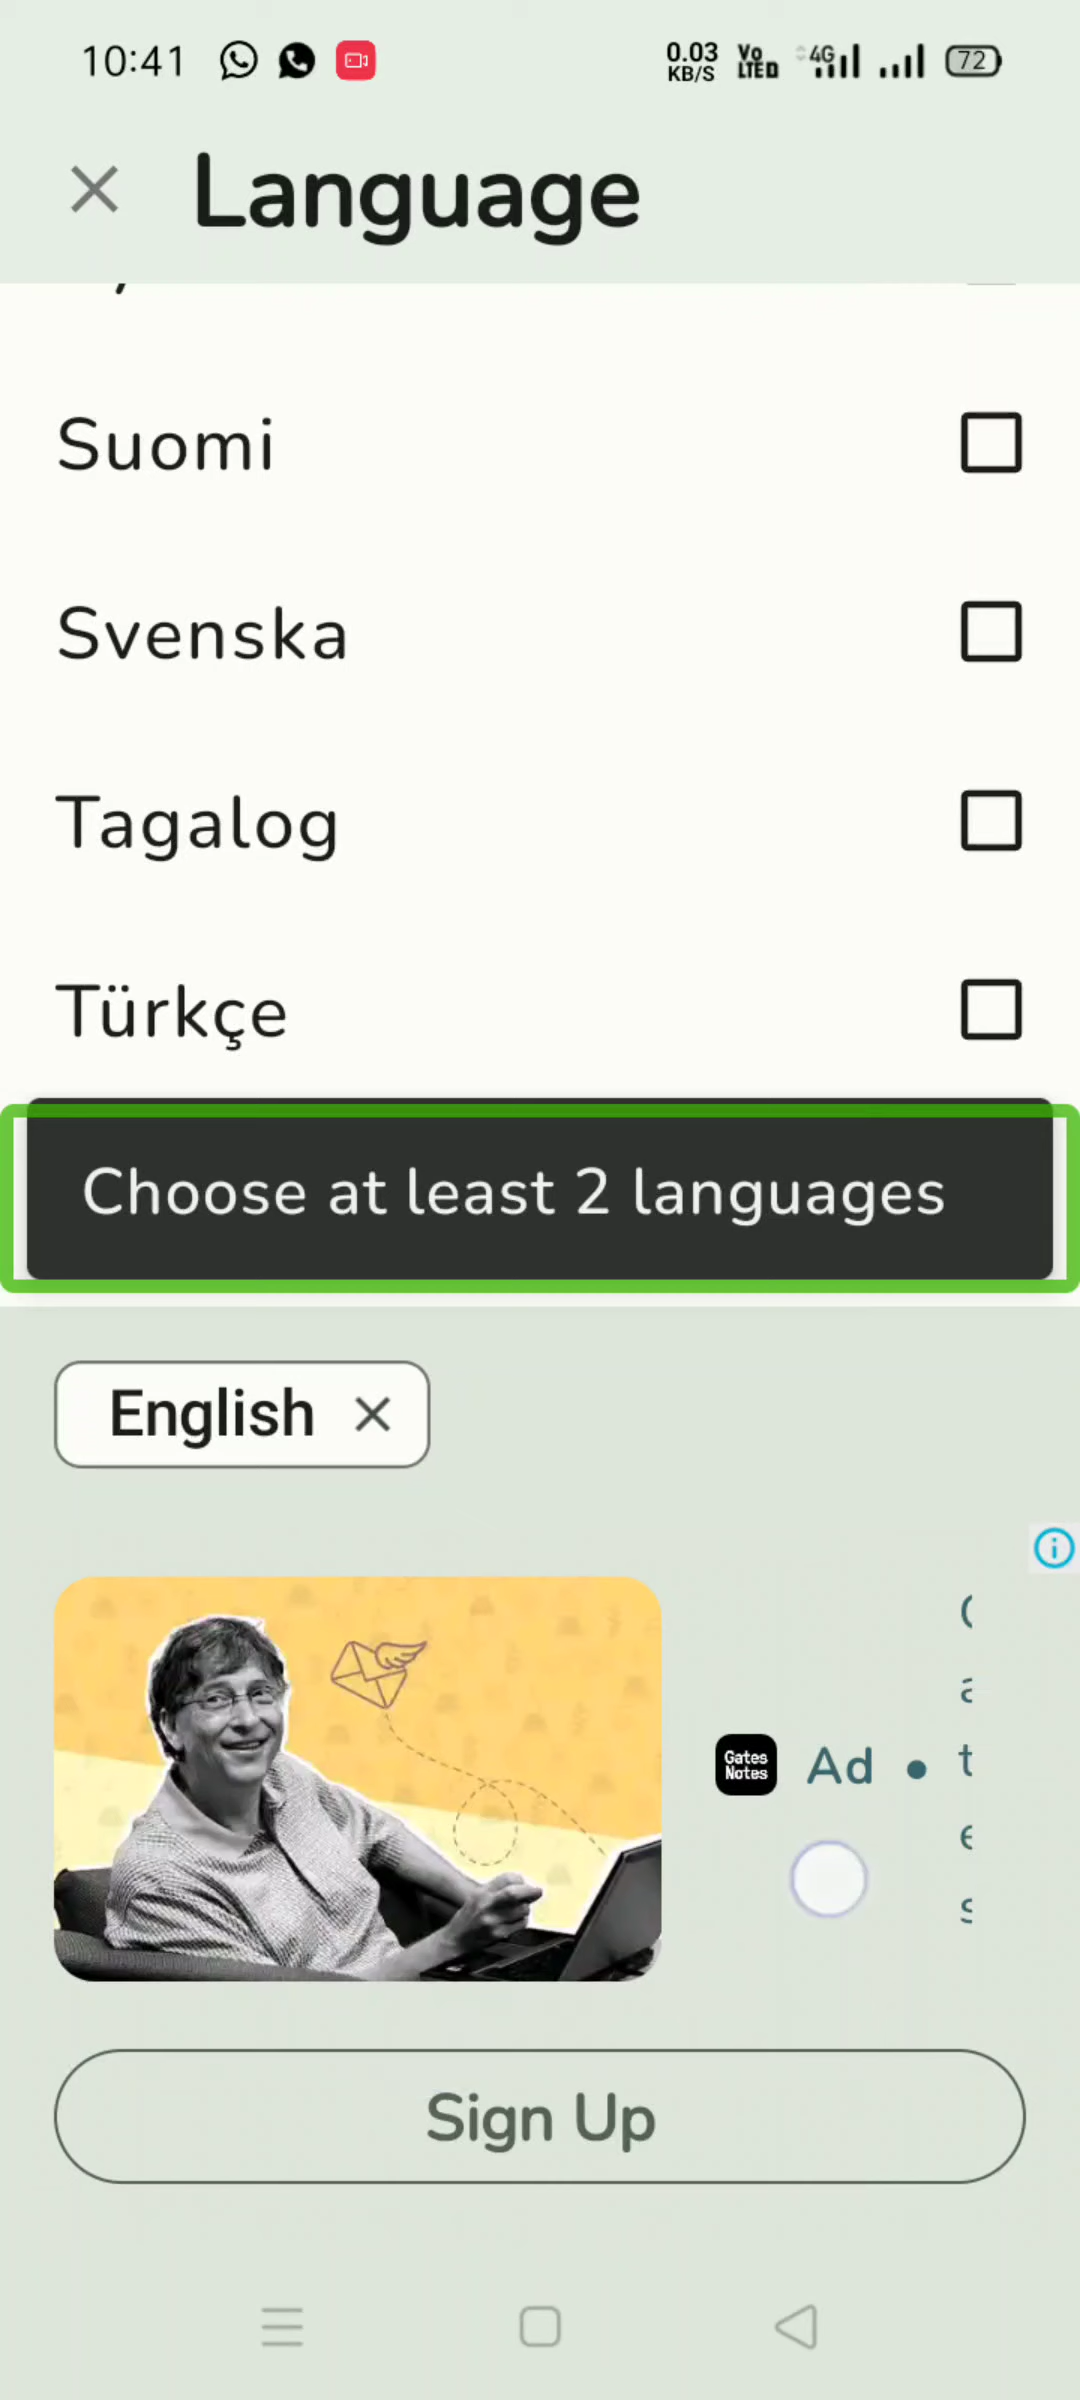 10:41
0.03
KB/S
Vo
LTE
4G
72
Language
Suomi
Svenska
Tagalog
Türkçe
Choose at least 2 languages
English
Gates
Notes
Ad •
Sign Up